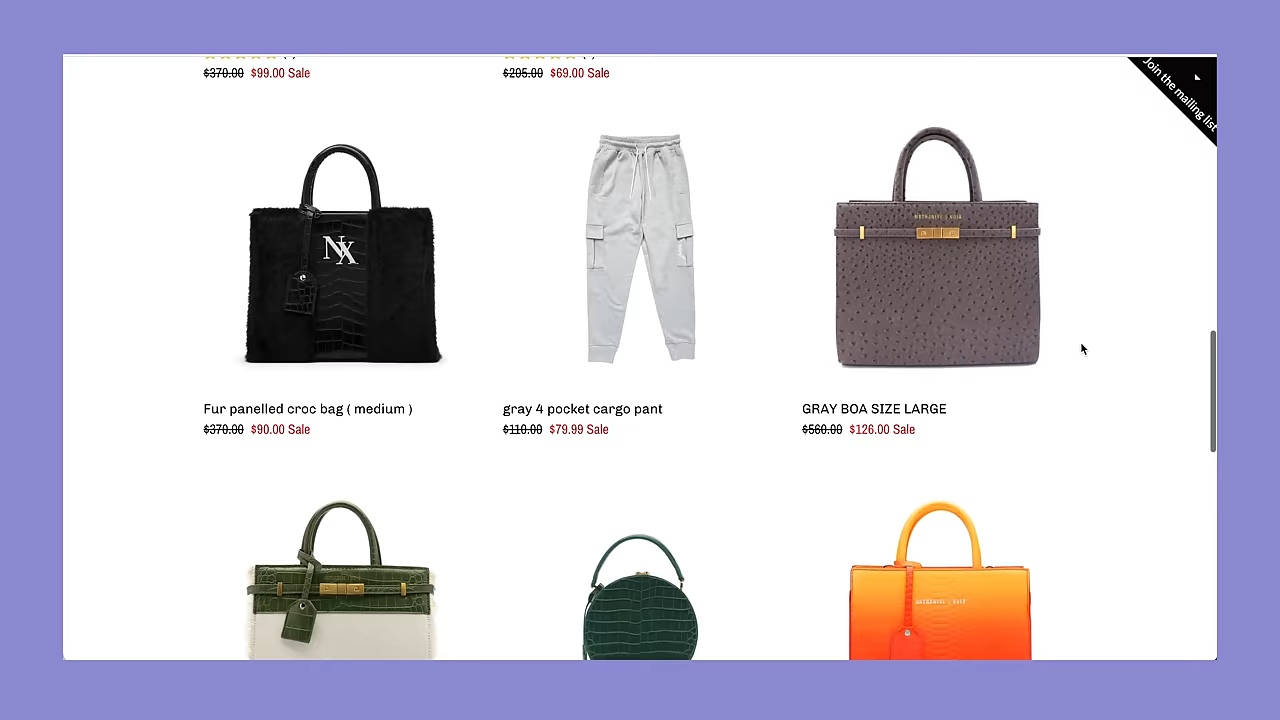 $370.00 $99.00 Sale
$205.00 $69.00 Sale
Join the mailing list
NX
Fur panelled croc bag ( medium )
$370.00 $90.00 Sale
gray 4 pocket cargo pant
$110.00 $79.99 Sale
GRAY BOA SIZE LARGE
$560.00 $126.00 Sale